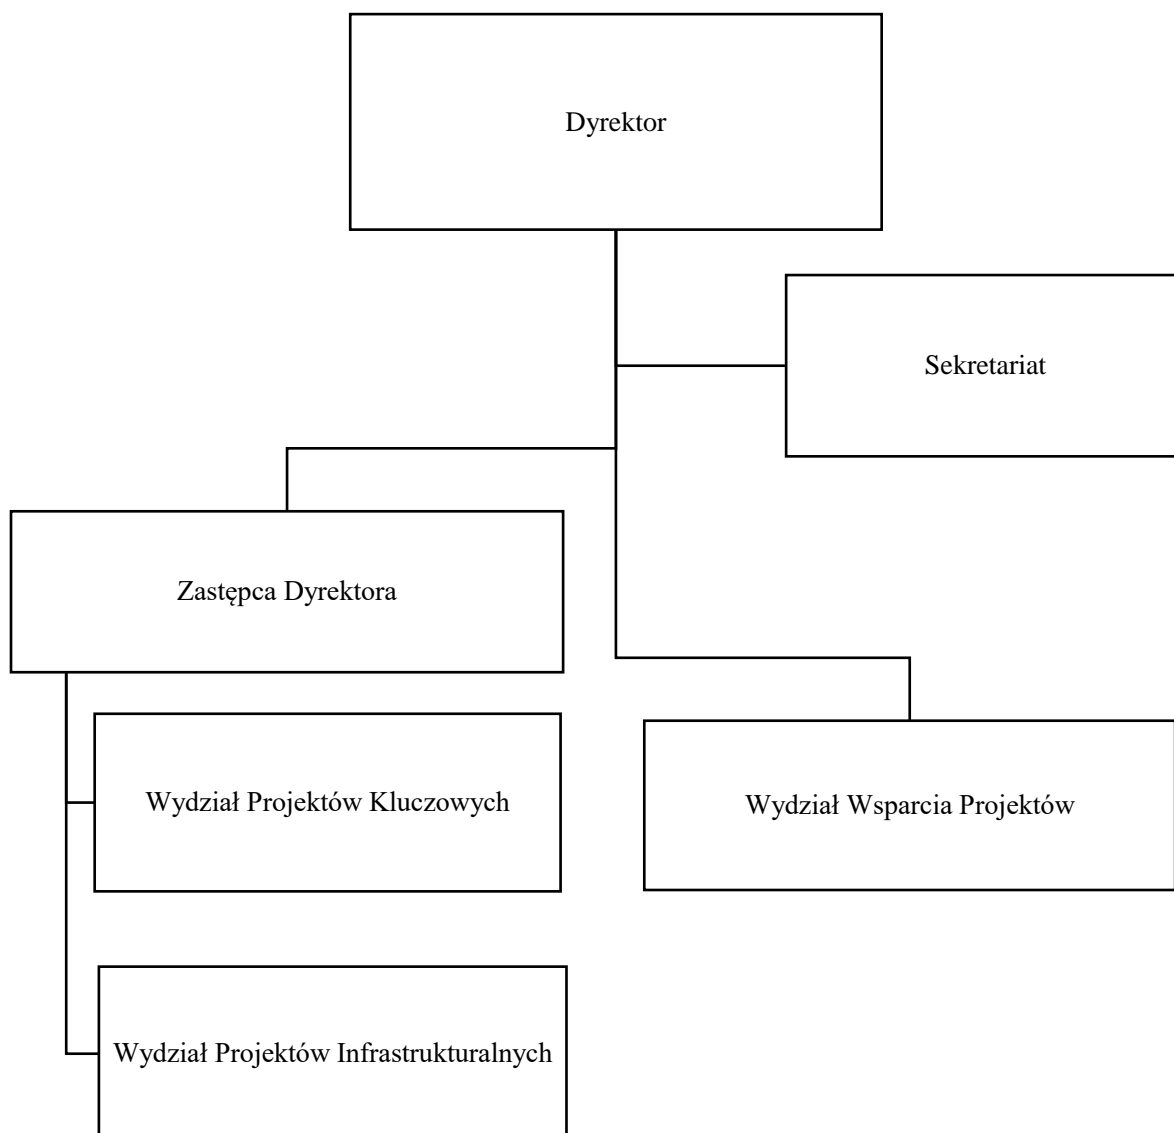 Dyrektor
Sekretariat
Zastępca Dyrektora
Wydział Projektów Kluczowych
Wydział Wsparcia Projektów
Wydział Projektów Infrastrukturalnych